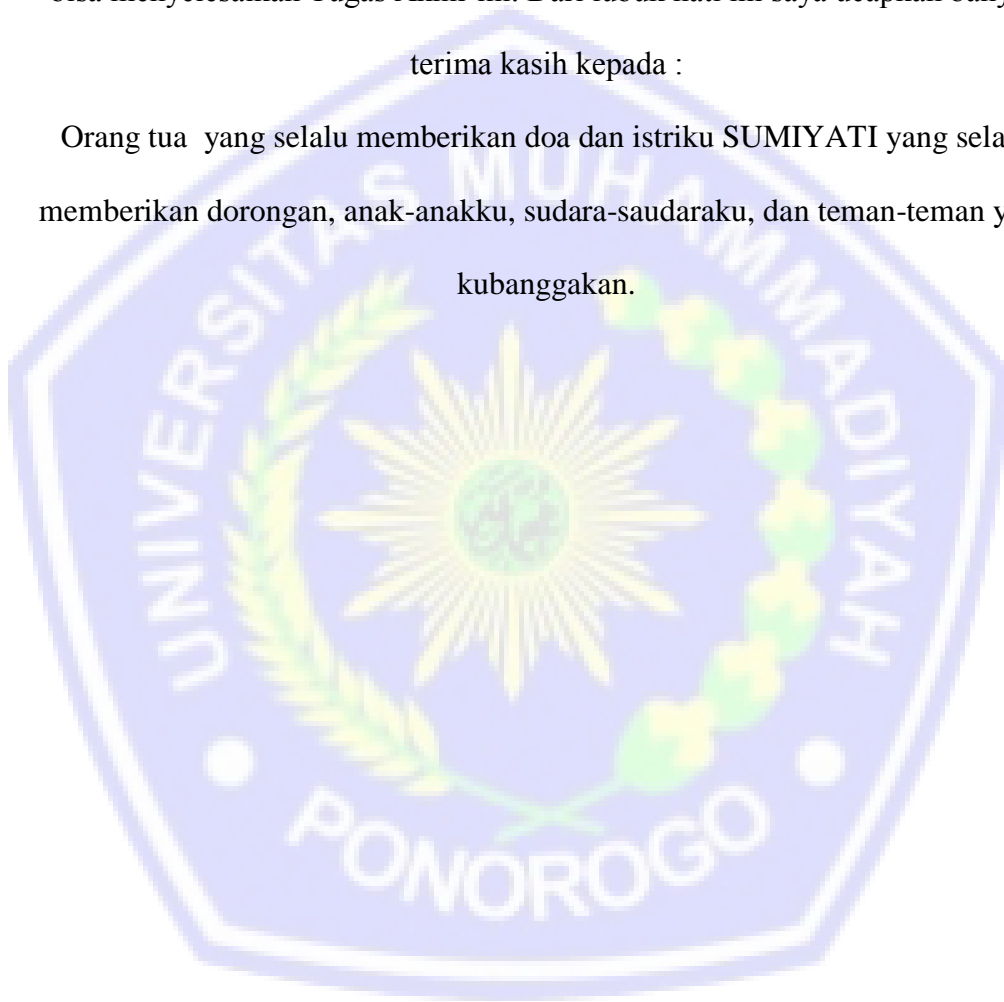 bisa menyelesaikan Tugas Akhir ini. Dari lubuk hati ini saya ucapkan bany
terima kasih kepada :
Orang tua yang selalu memberikan doa dan istriku SUMIYATI yang sela
memberikan dorongan, anak-anakku, sudara-saudaraku, dan teman-teman y
kubanggakan.
UNIVERSITAS MUHAMMADIYAH
PONOROGO